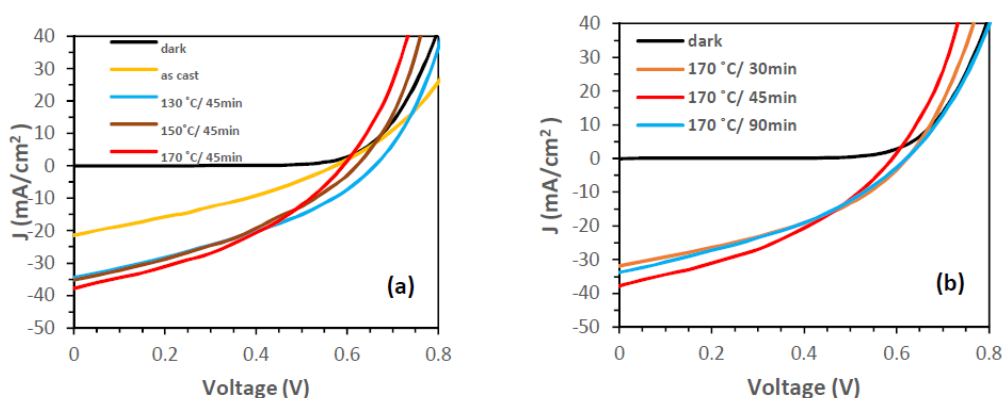 40
30
20
10
0
-10
-20
-30
-40
-50
J (mA/cm²)
dark
as cast
130 ˚C/ 45min
150˚C/ 45min
170 ˚C/ 45min
(a)
0 0.2 0.4 0.6 0.8
Voltage (V)
40
30
20
10
0
-10
-20
-30
-40
-50
J (mA/cm²)
dark
170 ˚C/ 30min
170 ˚C/ 45min
170 ˚C/ 90min
(b)
0 0.2 0.4 0.6 0.8
Voltage (V)